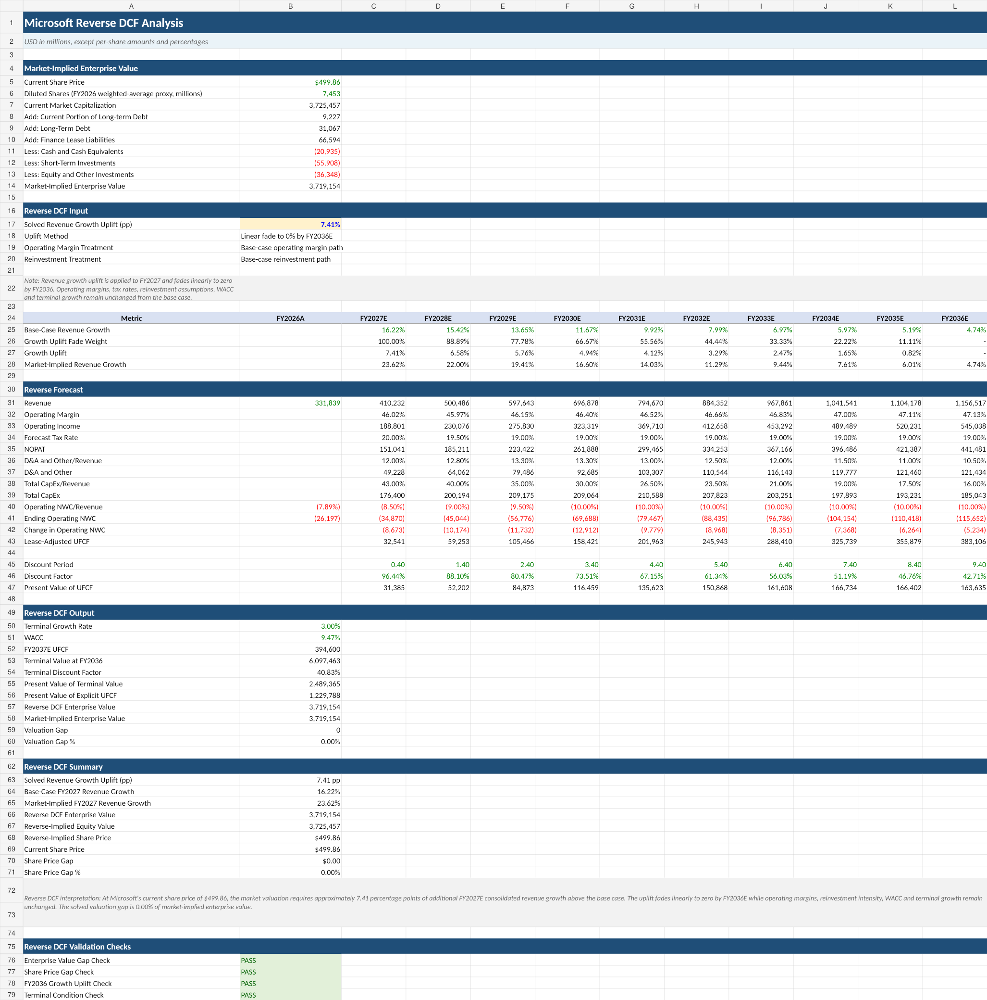 A B C D E F G H I J K L
1 Microsoft Reverse DCF Analysis
2 USD in millions, except per-share amounts and percentages
3
4 Market-Implied Enterprise Value
5 Current Share Price $499.86
6 Diluted Shares (FY2026 weighted-average proxy, millions) 7,453
7 Current Market Capitalization 3,725,457
8 Add: Current Portion of Long-term Debt 9,227
9 Add: Long-Term Debt 31,067
10 Add: Finance Lease Liabilities 66,594
11 Less: Cash and Cash Equivalents (20,935)
12 Less: Short-Term Investments (55,908)
13 Less: Equity and Other Investments (36,348)
14 Market-Implied Enterprise Value 3,719,154
15
16 Reverse DCF Input
17 Solved Revenue Growth Uplift (pp) 7.41%
18 Uplift Method Linear fade to 0% by FY2036E
19 Operating Margin Treatment Base-case operating margin path
20 Reinvestment Treatment Base-case reinvestment path
21
Note: Revenue growth uplift is applied to FY2027 and fades linearly to zero
22 by FY2036. Operating margins, tax rates, reinvestment assumptions, WACC
and terminal growth remain unchanged from the base case.
23
24 Metric FY2026A FY2027E FY2028E FY2029E FY2030E FY2031E FY2032E FY2033E FY2034E FY2035E FY2036E
25 Base-Case Revenue Growth 16.22% 15.42% 13.65% 11.67% 9.92% 7.99% 6.97% 5.97% 5.19% 4.74%
26 Growth Uplift Fade Weight 100.00% 88.89% 77.78% 66.67% 55.56% 44.44% 33.33% 22.22% 11.11% -
27 Growth Uplift 7.41% 6.58% 5.76% 4.94% 4.12% 3.29% 2.47% 1.65% 0.82% -
28 Market-Implied Revenue Growth 23.62% 22.00% 19.41% 16.60% 14.03% 11.29% 9.44% 7.61% 6.01% 4.74%
29
30 Reverse Forecast
31 Revenue 331,839 410,232 500,486 597,643 696,878 794,670 884,352 967,861 1,041,541 1,104,178 1,156,517
32 Operating Margin 46.02% 45.97% 46.15% 46.40% 46.52% 46.66% 46.83% 47.00% 47.11% 47.13%
33 Operating Income 188,801 230,076 275,830 323,319 369,710 412,658 453,292 489,489 520,231 545,038
34 Forecast Tax Rate 20.00% 19.50% 19.00% 19.00% 19.00% 19.00% 19.00% 19.00% 19.00% 19.00%
35 NOPAT 151,041 185,211 223,422 261,888 299,465 334,253 367,166 396,486 421,387 441,481
36 D&A and Other/Revenue 12.00% 12.80% 13.30% 13.30% 13.00% 12.50% 12.00% 11.50% 11.00% 10.50%
37 D&A and Other 49,228 64,062 79,486 92,685 103,307 110,544 116,143 119,777 121,460 121,434
38 Total CapEx/Revenue 43.00% 40.00% 35.00% 30.00% 26.50% 23.50% 21.00% 19.00% 17.50% 16.00%
39 Total CapEx 176,400 200,194 209,175 209,064 210,588 207,823 203,251 197,893 193,231 185,043
40 Operating NWC/Revenue (7.89%) (8.50%) (9.00%) (9.50%) (10.00%) (10.00%) (10.00%) (10.00%) (10.00%) (10.00%) (10.00%)
41 Ending Operating NWC (26,197) (34,870) (45,044) (56,776) (69,688) (79,467) (88,435) (96,786) (104,154) (110,418) (115,652)
42 Change in Operating NWC (8,673) (10,174) (11,732) (12,912) (9,779) (8,968) (8,351) (7,368) (6,264) (5,234)
43 Lease-Adjusted UFCF 32,541 59,253 105,466 158,421 201,963 245,943 288,410 325,739 355,879 383,106
44
45 Discount Period 0.40 1.40 2.40 3.40 4.40 5.40 6.40 7.40 8.40 9.40
46 Discount Factor 96.44% 88.10% 80.47% 73.51% 67.15% 61.34% 56.03% 51.19% 46.76% 42.71%
47 Present Value of UFCF 31,385 52,202 84,873 116,459 135,623 150,868 161,608 166,734 166,402 163,635
48
49 Reverse DCF Output
50 Terminal Growth Rate 3.00%
51 WACC 9.47%
52 FY2037E UFCF 394,600
53 Terminal Value at FY2036 6,097,463
54 Terminal Discount Factor 40.83%
55 Present Value of Terminal Value 2,489,365
56 Present Value of Explicit UFCF 1,229,788
57 Reverse DCF Enterprise Value 3,719,154
58 Market-Implied Enterprise Value 3,719,154
59 Valuation Gap 0
60 Valuation Gap % 0.00%
61
62 Reverse DCF Summary
63 Solved Revenue Growth Uplift (pp) 7.41 pp
64 Base-Case FY2027 Revenue Growth 16.22%
65 Market-Implied FY2027 Revenue Growth 23.62%
66 Reverse DCF Enterprise Value 3,719,154
67 Reverse-Implied Equity Value 3,725,457
68 Reverse-Implied Share Price $499.86
69 Current Share Price $499.86
70 Share Price Gap $0.00
71 Share Price Gap % 0.00%
72 Reverse DCF interpretation: At Microsoft's current share price of $499.86, the market valuation requires approximately 7.41 percentage points of additional FY2027E consolidated revenue growth above the base case. The uplift fades linearly to zero by FY2036E while operating margins, reinvestment intensity, WACC and terminal growth remain
73 unchanged. The solved valuation gap is 0.00% of market-implied enterprise value.
74
75 Reverse DCF Validation Checks
76 Enterprise Value Gap Check PASS
77 Share Price Gap Check PASS
78 FY2036 Growth Uplift Check PASS
79 Terminal Condition Check PASS